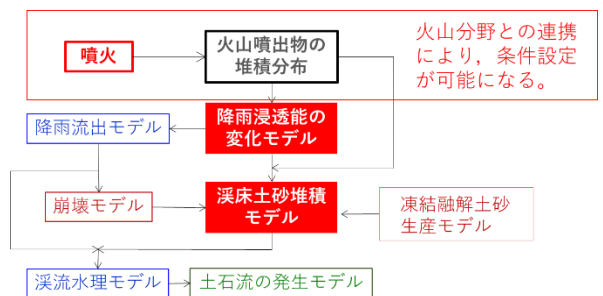 噴火
火山噴出物の
堆積分布
火山分野との連携
により，条件設定
が可能になる。
降雨流出モデル
降雨浸透能の
変化モデル
崩壊モデル
渓床土砂堆積
モデル
凍結融解土砂
生産モデル
渓流水理モデル
土石流の発生モデル